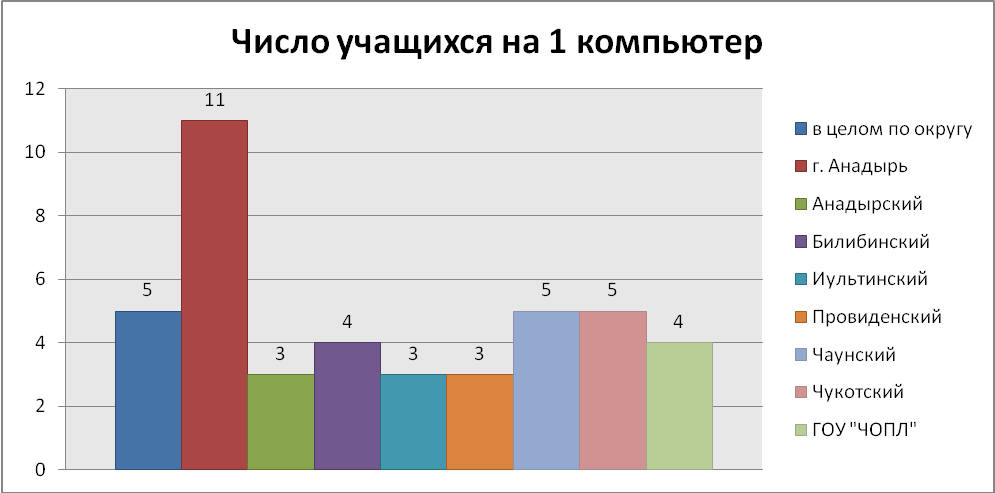 Число учащихся на 1 компьютер
12
10
8
6
4
2
0
5
11
3
4
3
3
5
5
4
в целом по округу
г. Анадырь
Анадырский
Билибинский
Иультинский
Провиденский
Чаунский
Чукотский
ГОУ "ЧОПЛ"